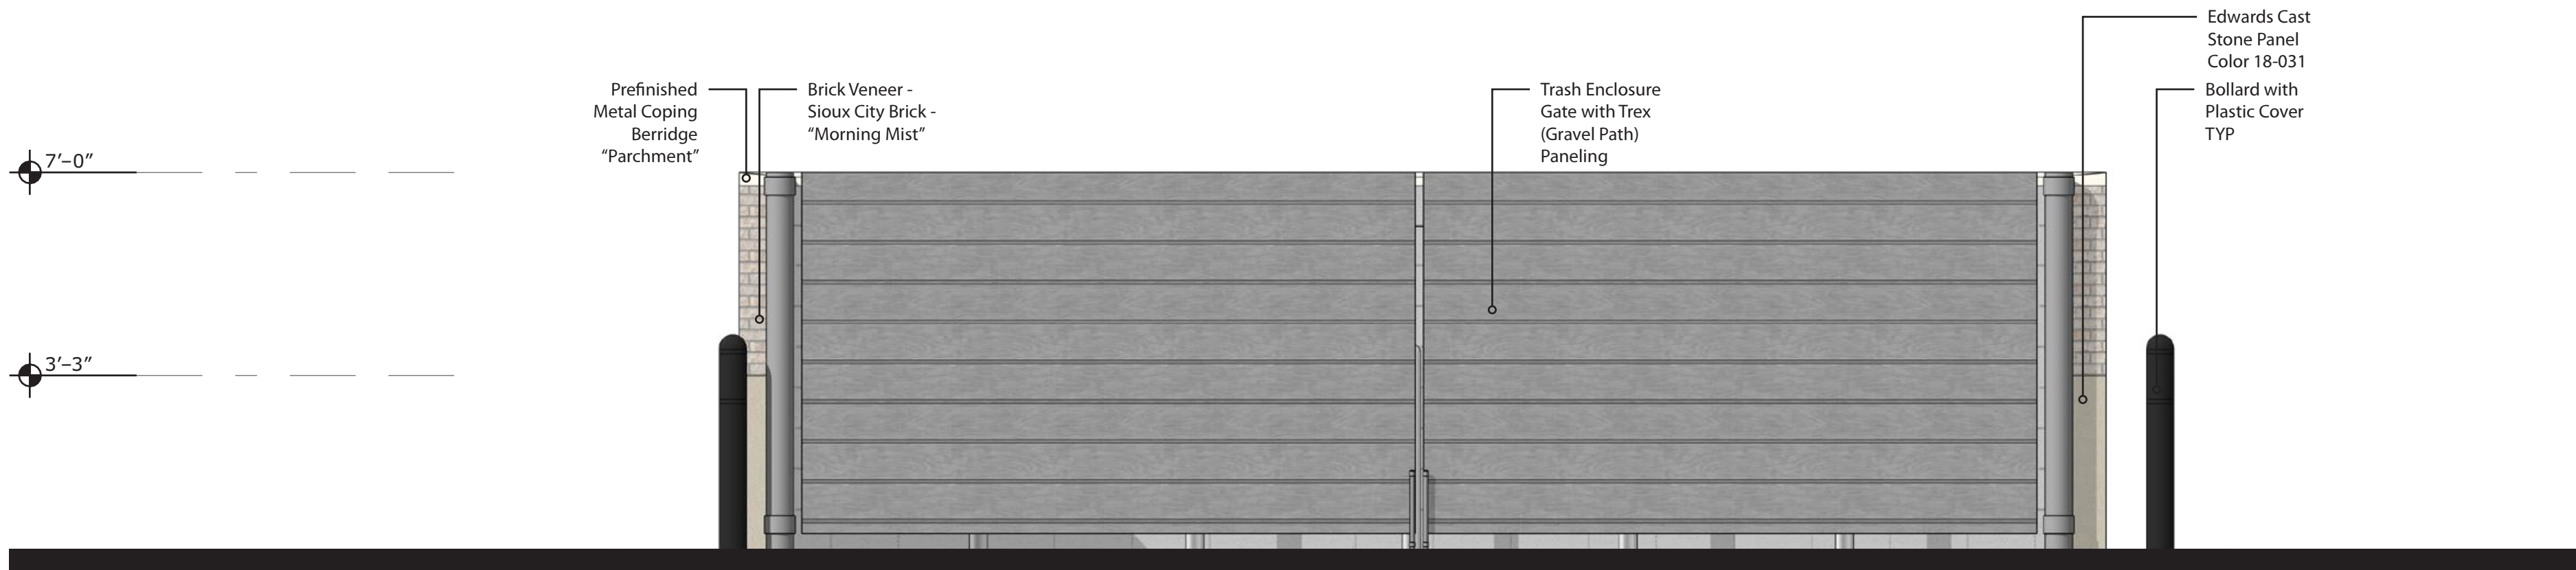 Edwards Cast
Stone Panel
Color 18-031
Prefinished
Metal Coping
Berridge
“Parchment”
Brick Veneer -
Sioux City Brick -
“Morning Mist”
Trash Enclosure
Gate with Trex
(Gravel Path)
Paneling
Bollard with
Plastic Cover
TYP
7’–0”
3’–3”